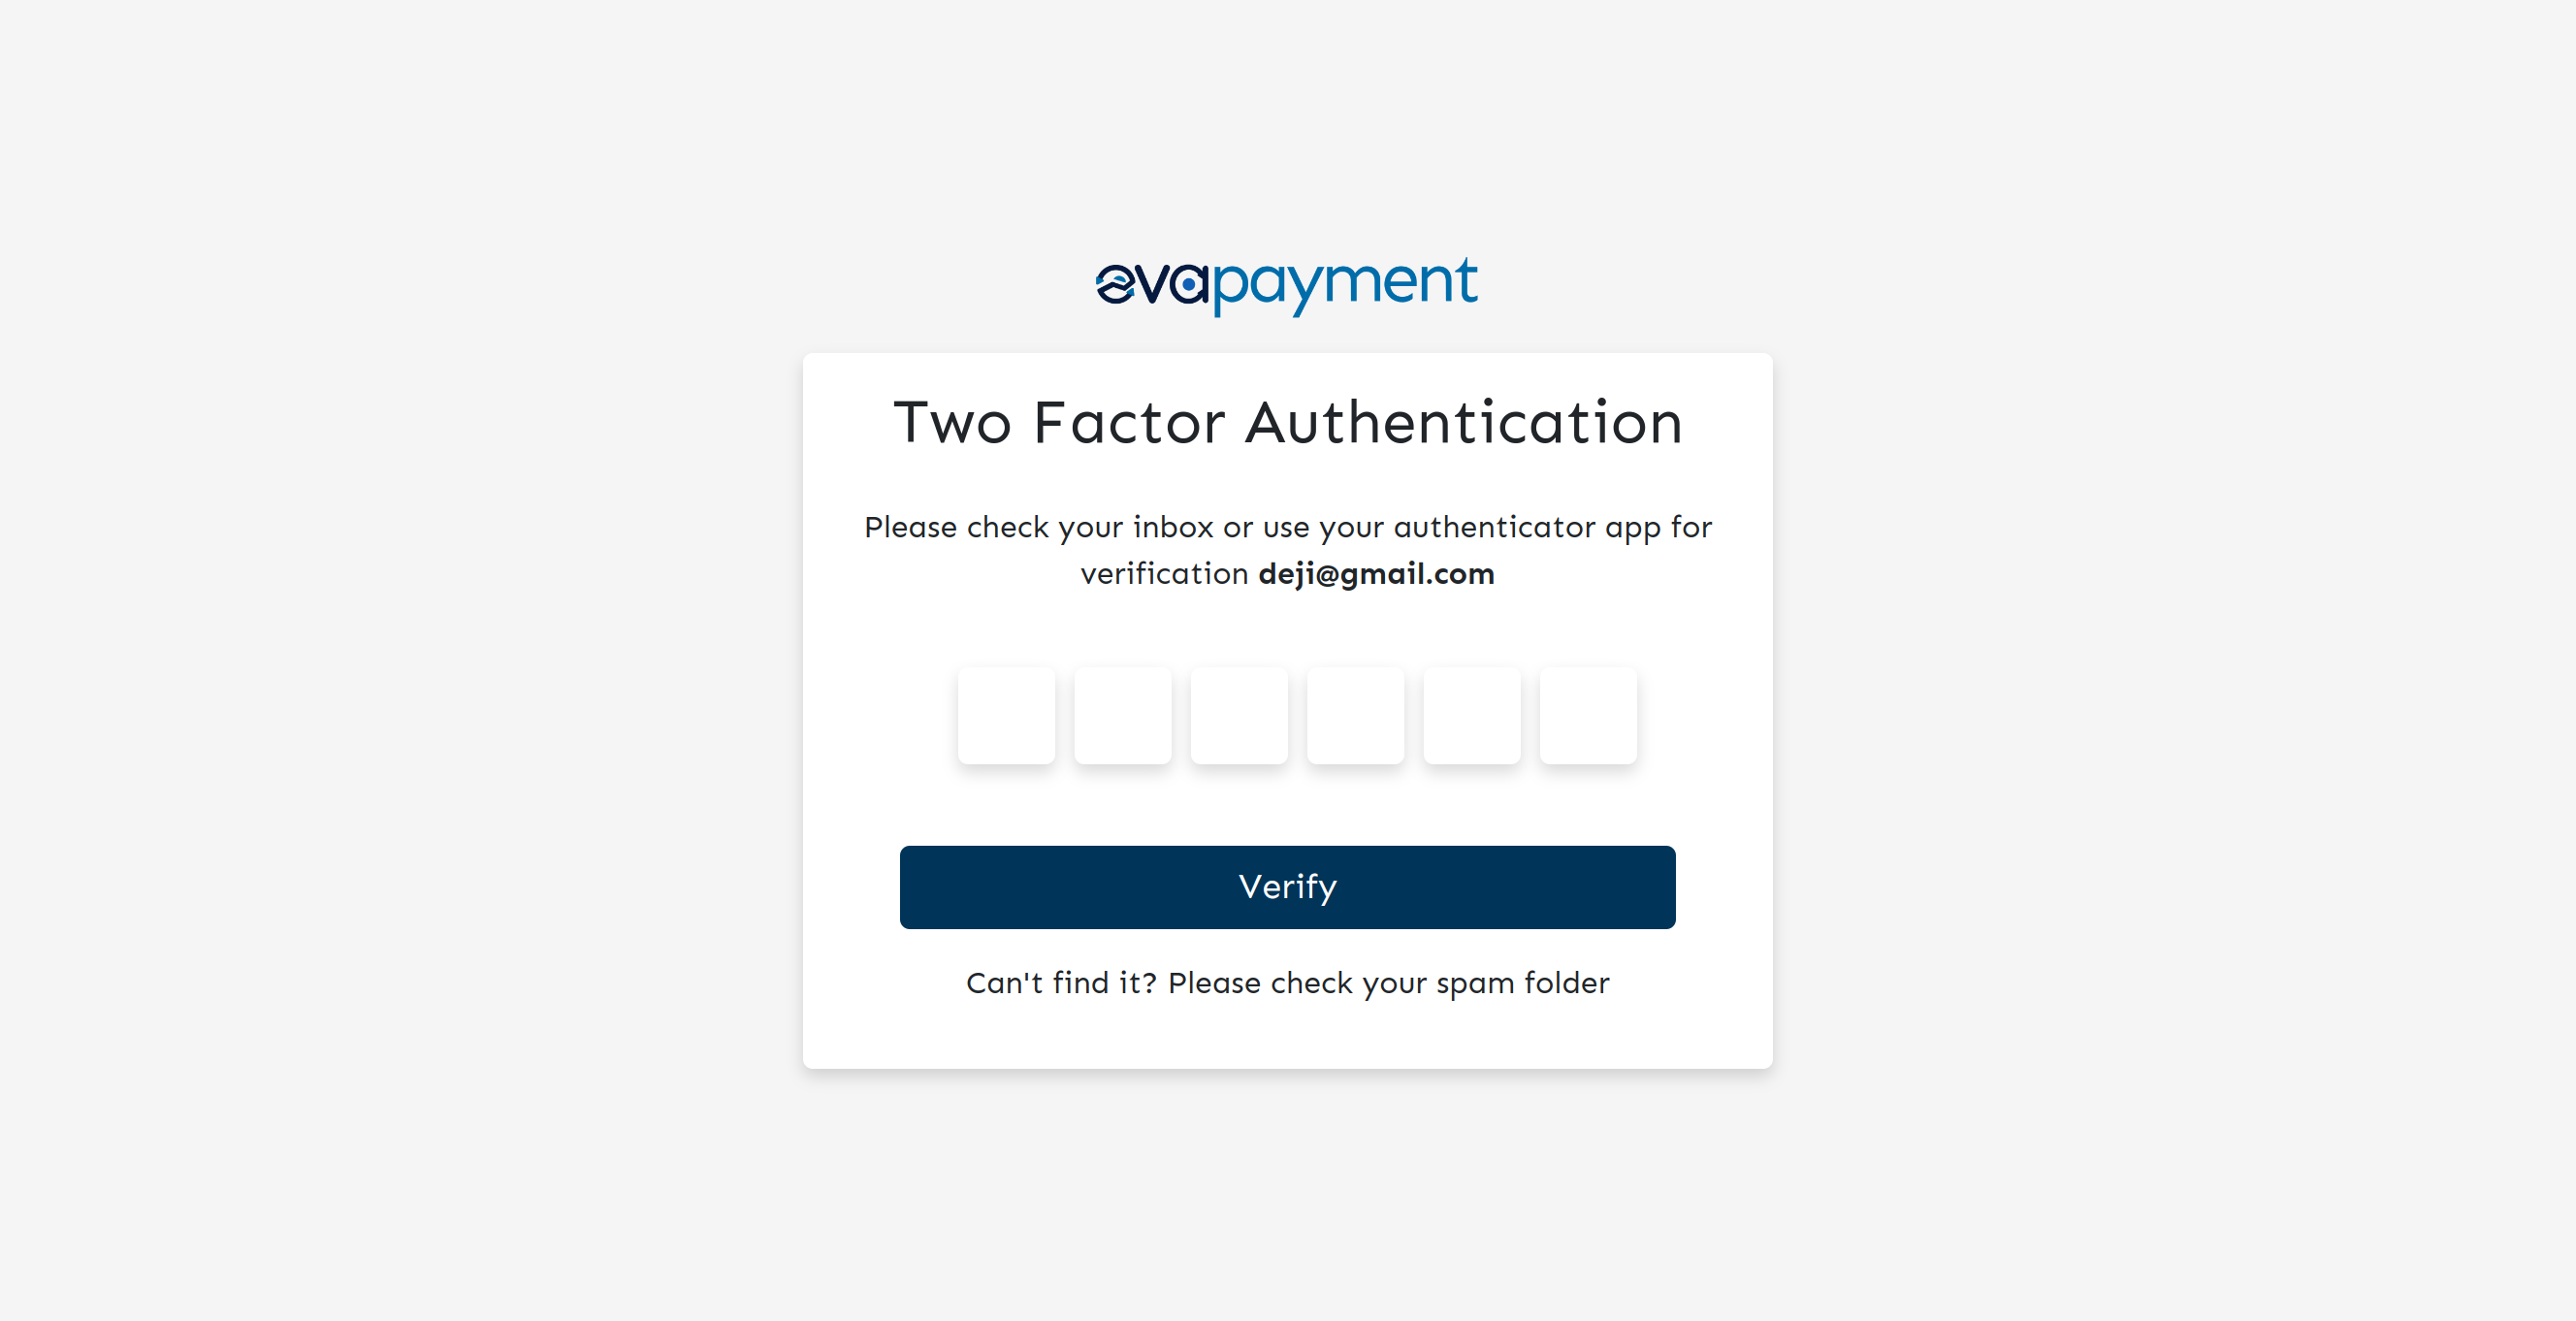 evapayment
Two Factor Authentication
Please check your inbox or use your authenticator app for
verification deji@gmail.com
Verify
Can't find it? Please check your spam folder